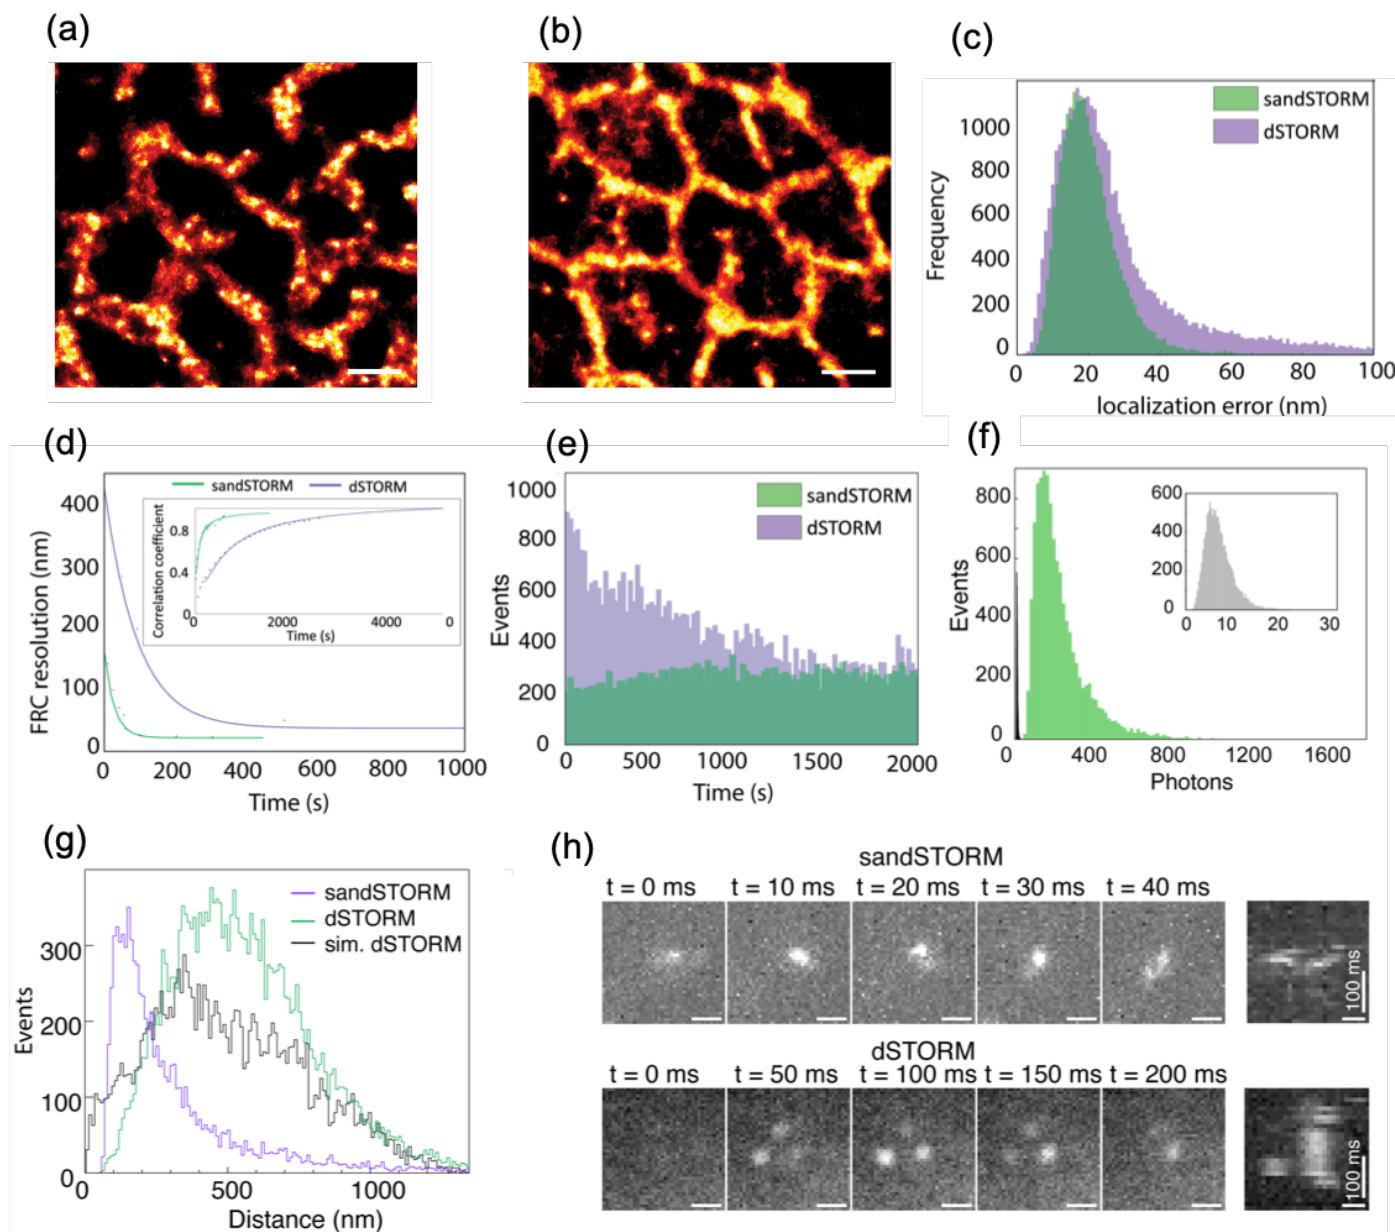 (a)
(b)
(c)
sandSTORM
dSTORM
1000
800
600
400
200
0
Frequency
0 20 40 60 80 100
localization error (nm)
(d)
sandSTORM dSTORM
400
300
200
100
0
FRC resolution (nm)
0.8
0.4
0
Correlation coefficient
0 2000 4000 0
Time (s)
0 200 400 600 800 1000
Time (s)
(e)
sandSTORM
dSTORM
1000
800
600
400
200
0
Events
0 500 1000 1500 2000
Time (s)
(f)
800
600
400
200
0
Events
600
400
200
0
0 10 20 30
0 400 800 1200 1600
Photons
(g)
sandSTORM
dSTORM
sim. dSTORM
300
200
100
0
Events
0 500 1000
Distance (nm)
(h)
sandSTORM
t = 0 ms t = 10 ms t = 20 ms t = 30 ms t = 40 ms
100 ms
dSTORM
t = 0 ms t = 50 ms t = 100 ms t = 150 ms t = 200 ms
100 ms